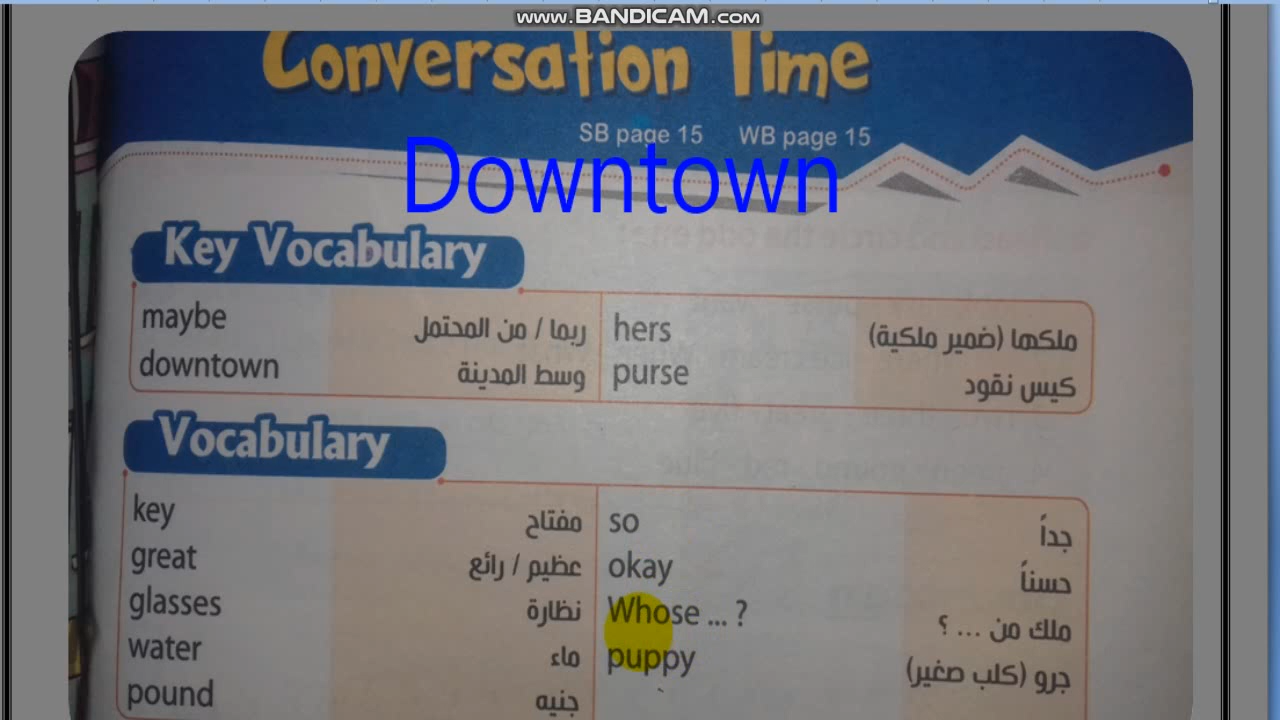 www.BANDICAM.com
Conversation Time
SB page 15 WB page 15
Downtown
Key Vocabulary
maybe ربما / من المحتمل hers ملكها (ضمير ملكية)
downtown وسط المدينة purse كيس نقود
Vocabulary
key مفتاح so جداً
great عظيم / رائع okay حسناً
glasses نظارة Whose ... ? ملك من ... ؟
water ماء puppy جرو (كلب صغير)
pound جنيه